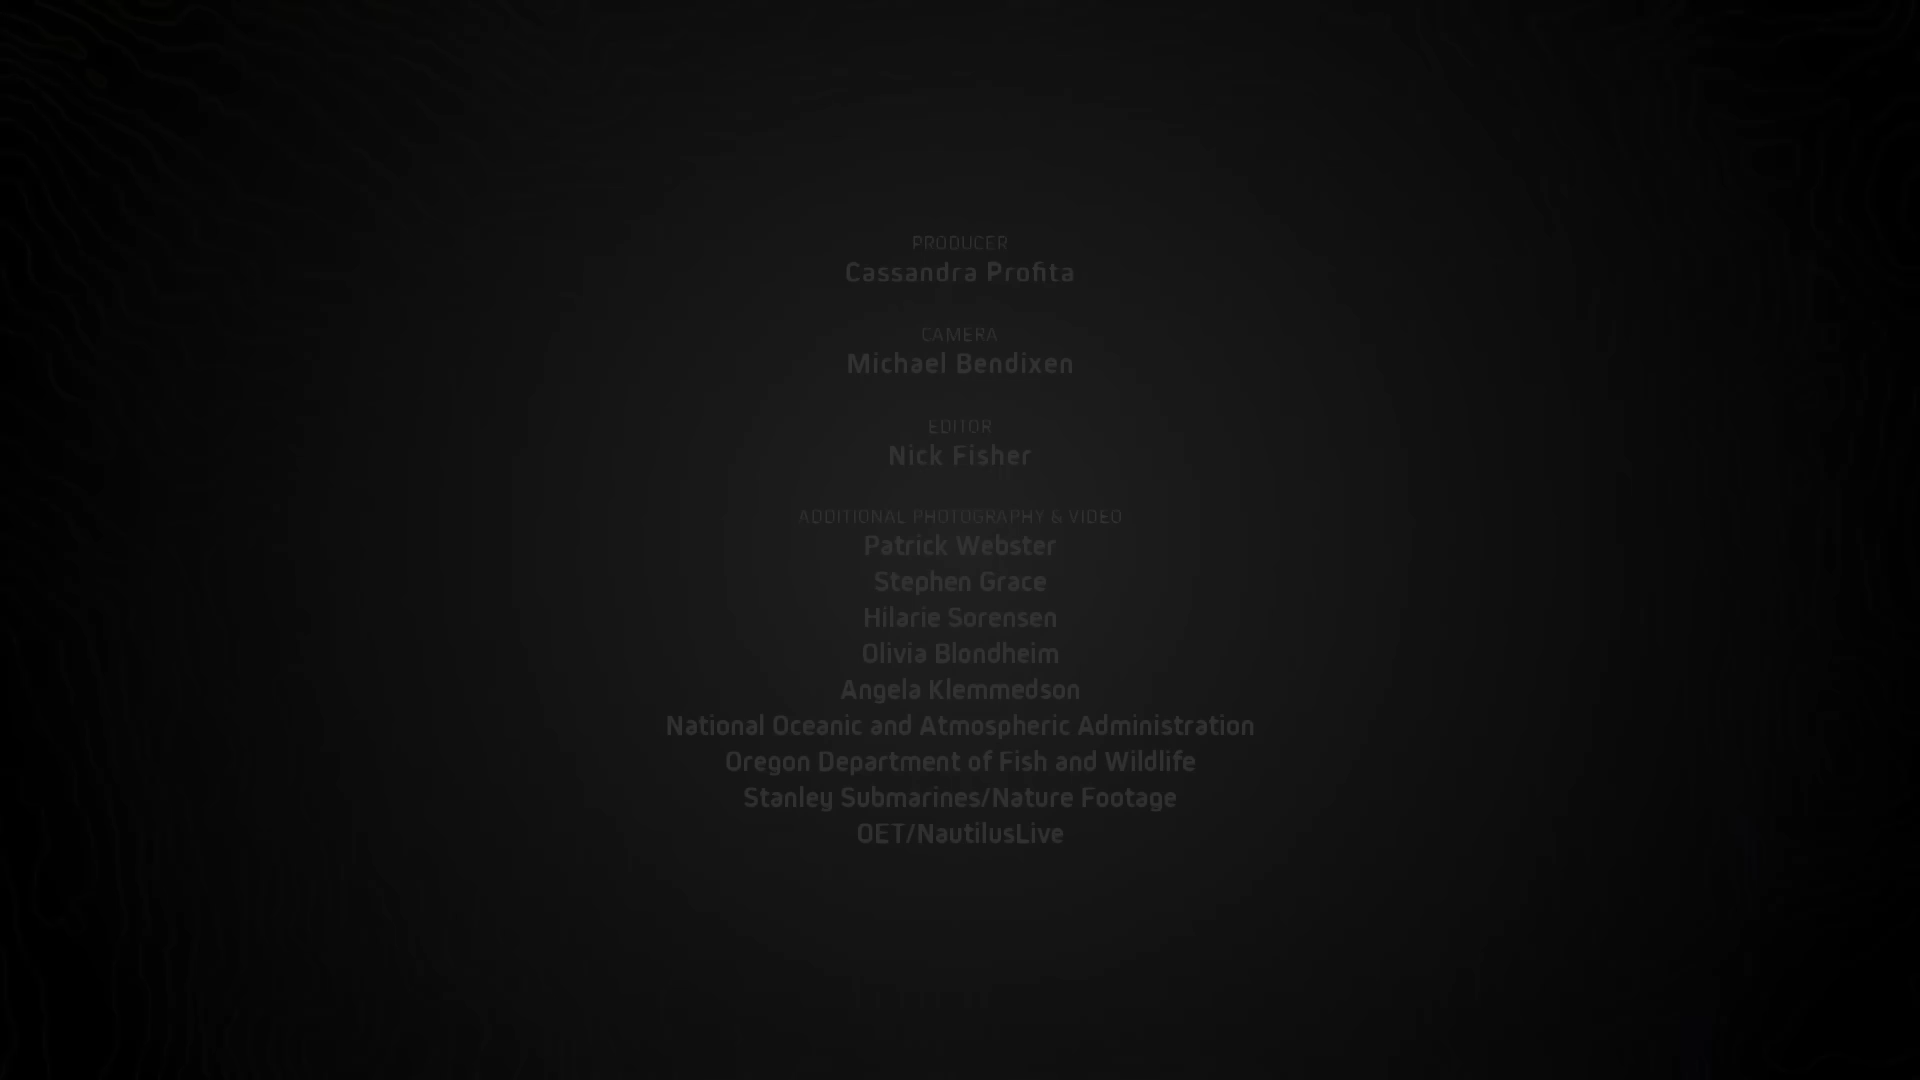 PRODUCER
Cassandra Profita
CAMERA
Michael Bendixen
EDITOR
Nick Fisher
ADDITIONAL PHOTOGRAPHY & VIDEO
Patrick Webster
Stephen Grace
Hilarie Sorensen
Olivia Blondheim
Angela Klemmedson
National Oceanic and Atmospheric Administration
Oregon Department of Fish and Wildlife
Stanley Submarines/Nature Footage
OET/NautilusLive